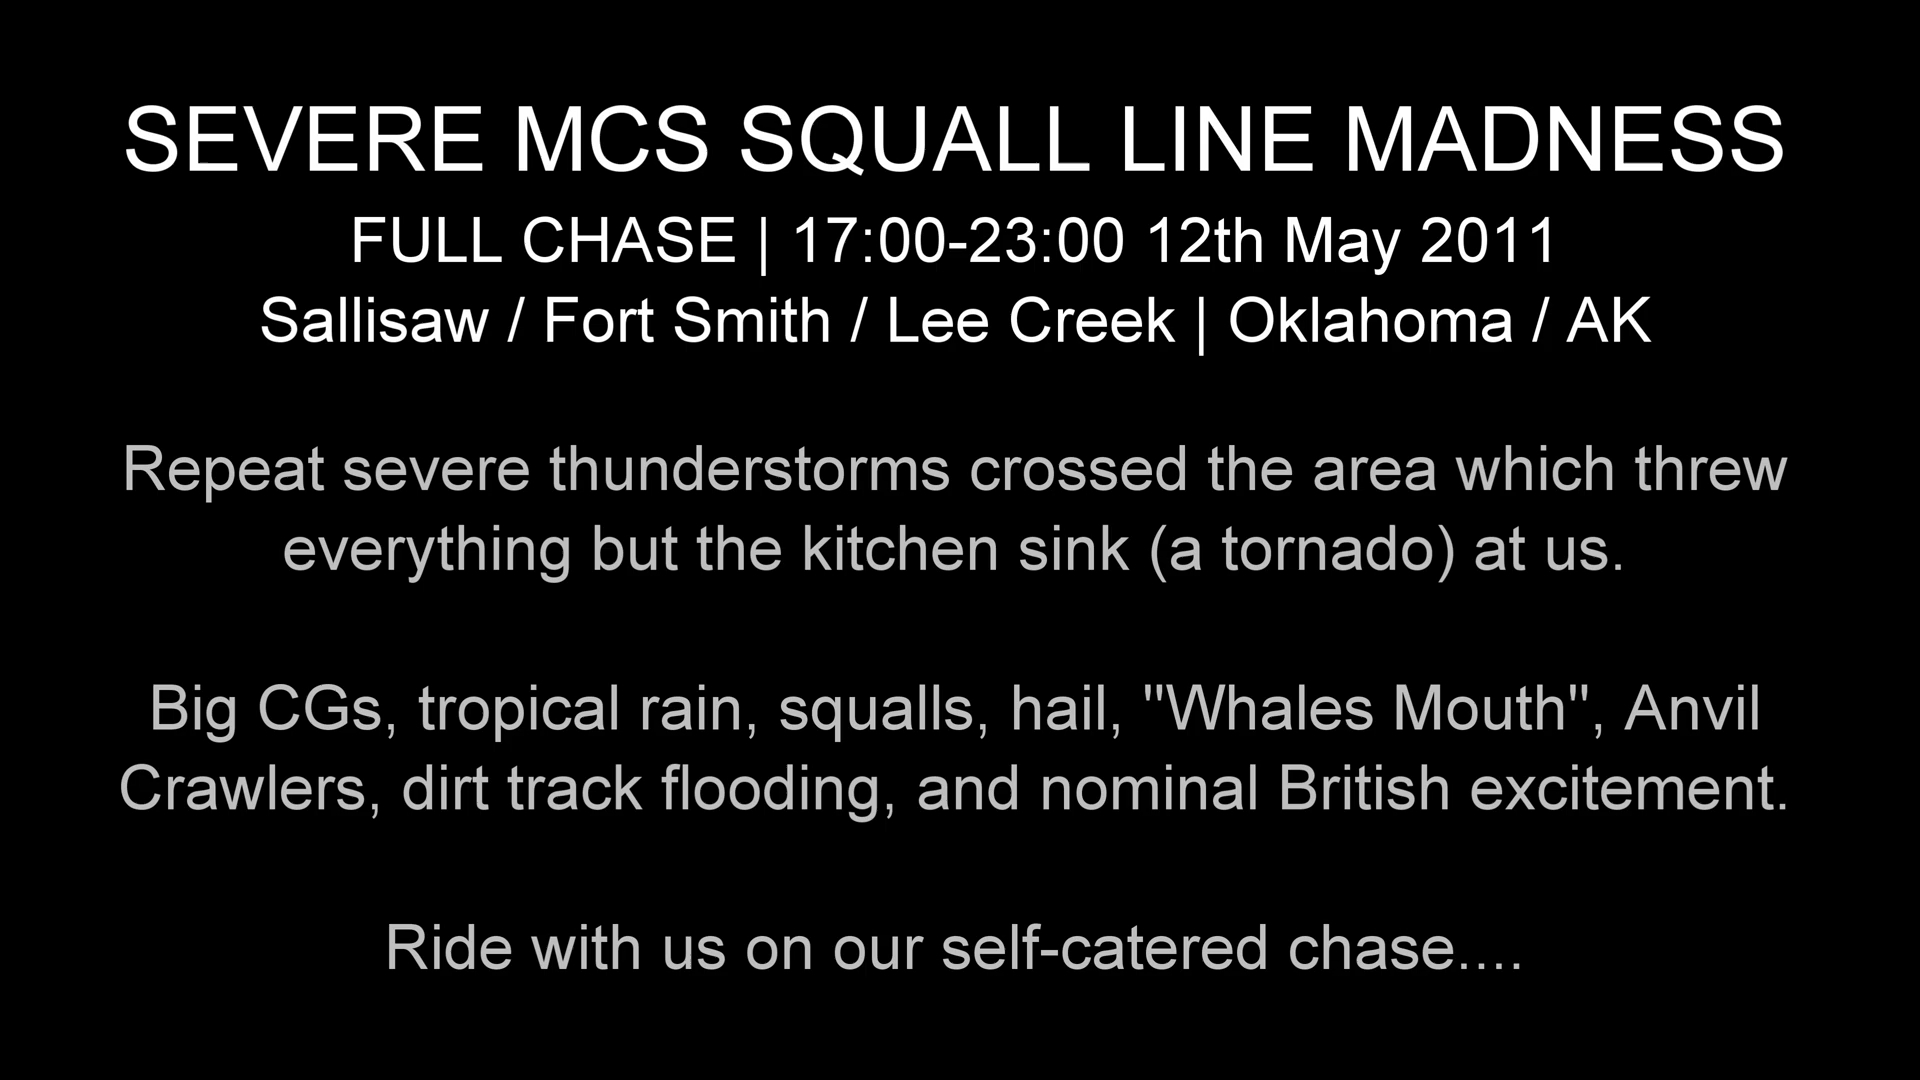 SEVERE MCS SQUALL LINE MADNESS
FULL CHASE | 17:00-23:00 12th May 2011
Sallisaw / Fort Smith / Lee Creek | Oklahoma / AK
Repeat severe thunderstorms crossed the area which threw
everything but the kitchen sink (a tornado) at us.
Big CGs, tropical rain, squalls, hail, "Whales Mouth", Anvil
Crawlers, dirt track flooding, and nominal British excitement.
Ride with us on our self-catered chase....